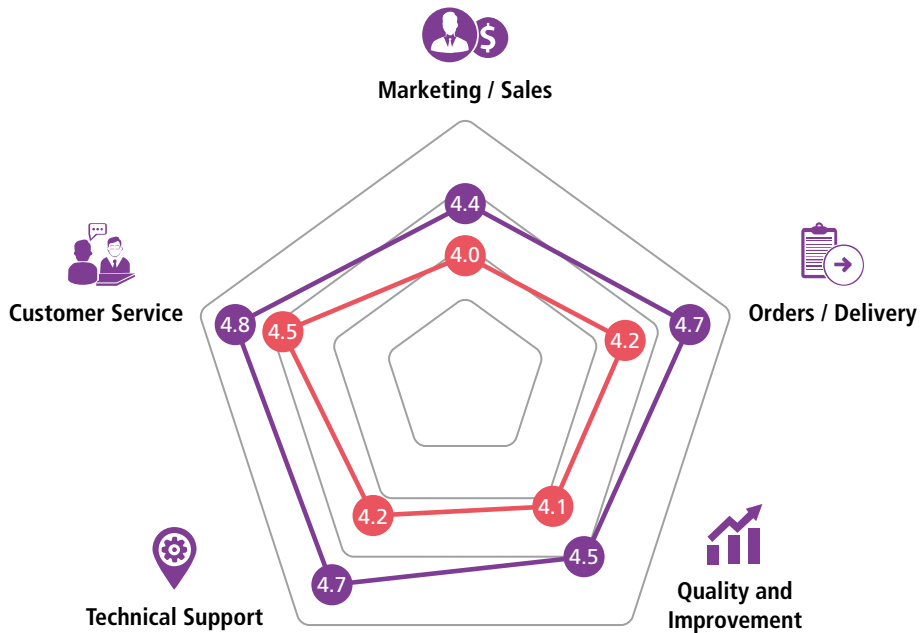 $
Marketing / Sales
4.4
4.0
Customer Service
4.8
4.5
4.2
4.7
Orders / Delivery
4.2
4.1
4.7
4.5
Technical Support
Quality and
Improvement